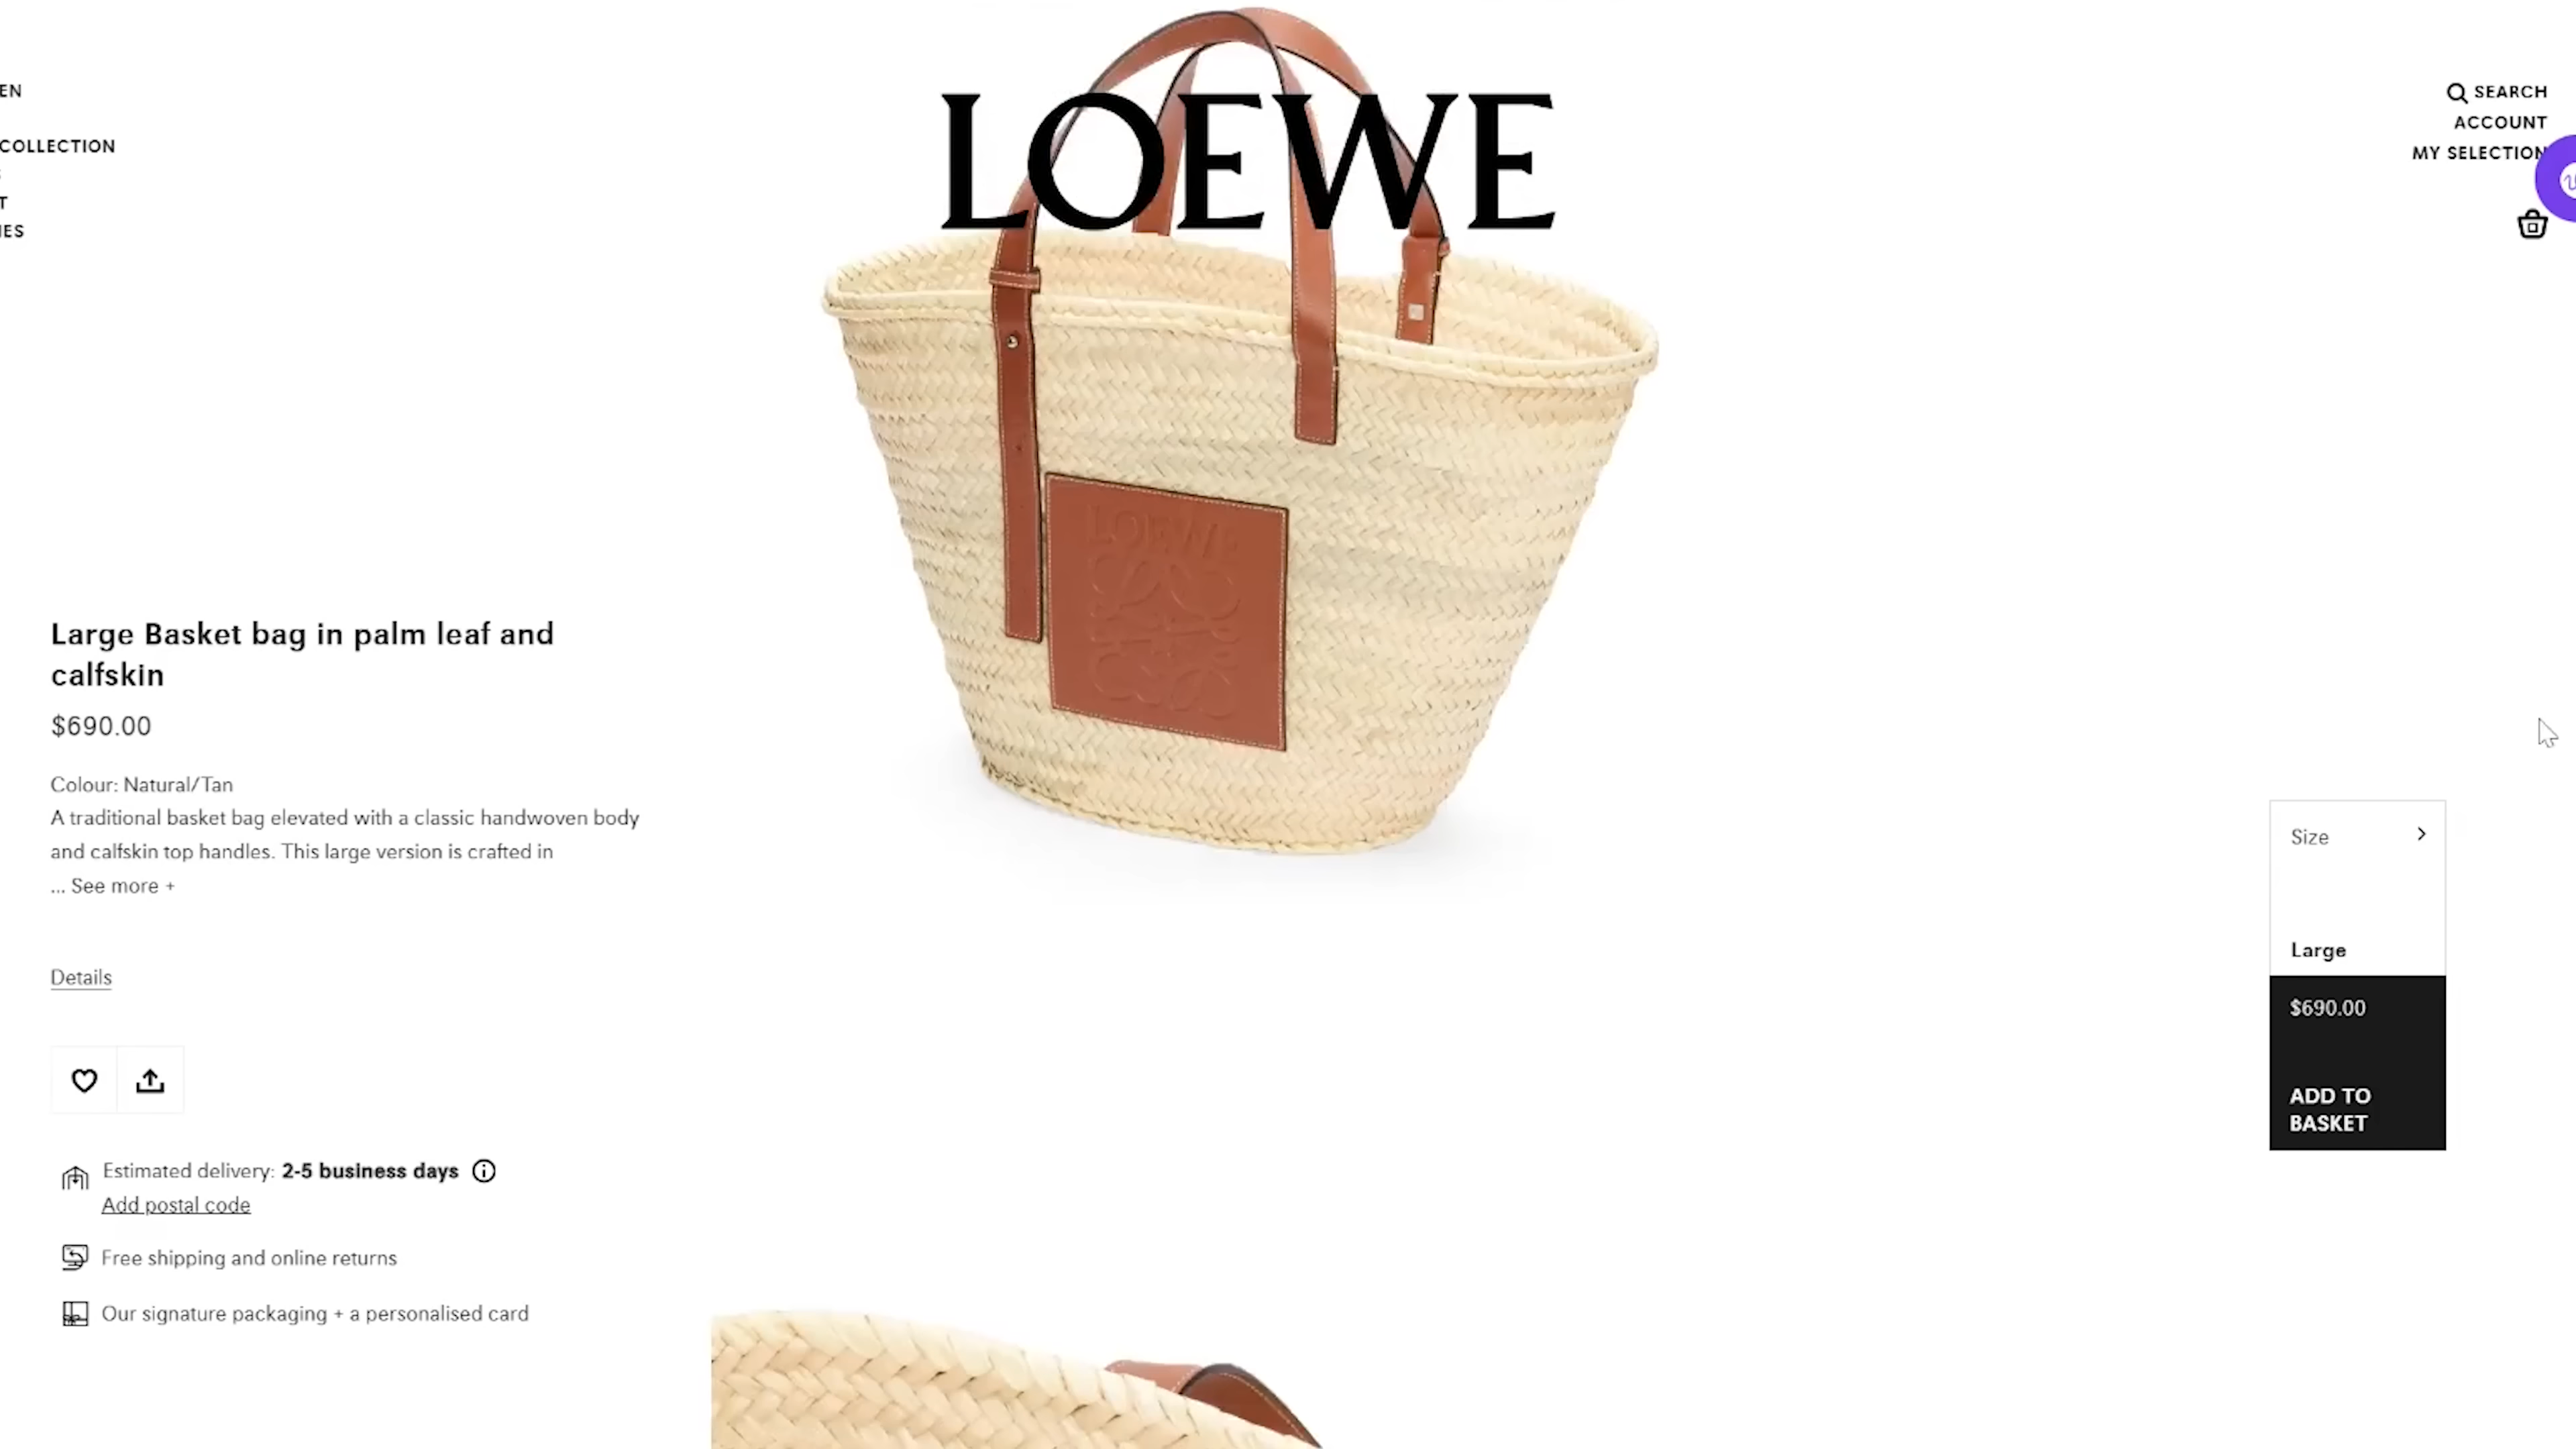 EN
COLLECTION
T
IES
LOEWE
SEARCH
ACCOUNT
MY SELECTION
LOEWE
Large Basket bag in palm leaf and
calfskin
$690.00
Colour: Natural/Tan
A traditional basket bag elevated with a classic handwoven body
and calfskin top handles. This large version is crafted in
... See more +
Details
Estimated delivery: 2-5 business days
Add postal code
Free shipping and online returns
Our signature packaging + a personalised card
Size
Large
$690.00
ADD TO
BASKET